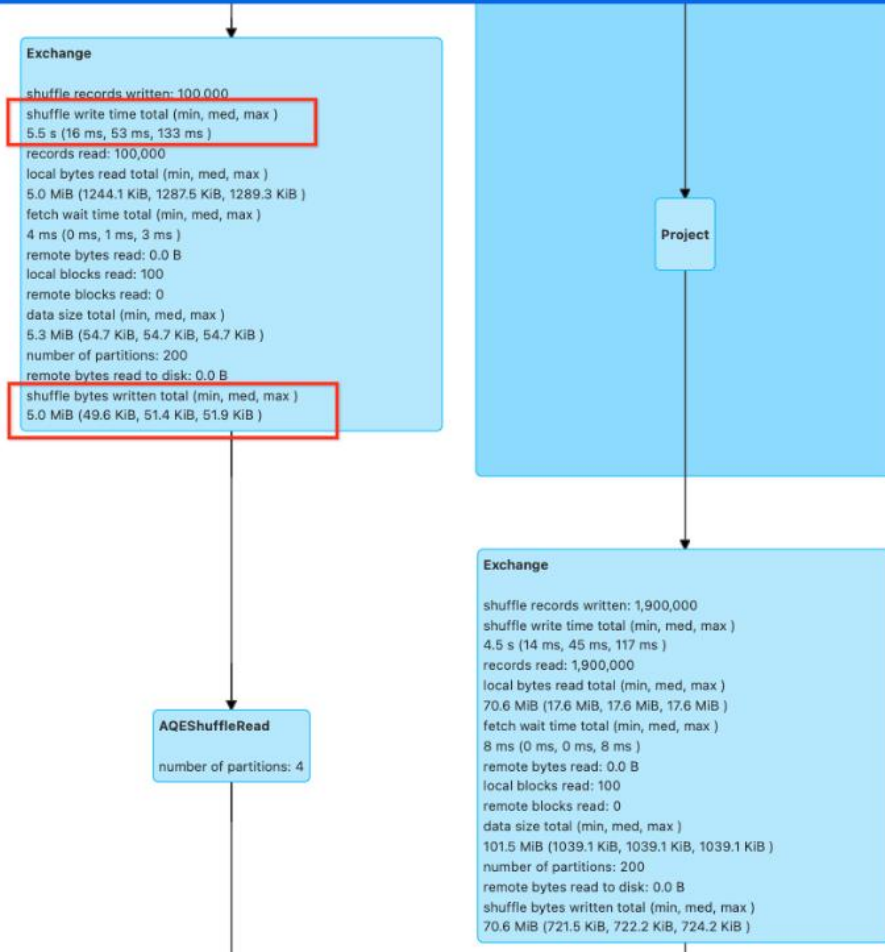 Exchange
shuffle records written: 100,000
shuffle write time total (min, med, max )
5.5 s (16 ms, 53 ms, 133 ms )
records read: 100,000
local bytes read total (min, med, max )
5.0 MiB (1244.1 KiB, 1287.5 KiB, 1289.3 KiB )
fetch wait time total (min, med, max )
4 ms (0 ms, 1 ms, 3 ms )
remote bytes read: 0.0 B
local blocks read: 100
remote blocks read: 0
data size total (min, med, max )
5.3 MiB (54.7 KiB, 54.7 KiB, 54.7 KiB )
number of partitions: 200
remote bytes read to disk: 0.0 B
shuffle bytes written total (min, med, max )
5.0 MiB (49.6 KiB, 51.4 KiB, 51.9 KiB )
AQEShuffleRead
number of partitions: 4
Project
Exchange
shuffle records written: 1,900,000
shuffle write time total (min, med, max )
4.5 s (14 ms, 45 ms, 117 ms )
records read: 1,900,000
local bytes read total (min, med, max )
70.6 MiB (17.6 MiB, 17.6 MiB, 17.6 MiB )
fetch wait time total (min, med, max )
8 ms (0 ms, 0 ms, 8 ms )
remote bytes read: 0.0 B
local blocks read: 100
remote blocks read: 0
data size total (min, med, max )
101.5 MiB (1039.1 KiB, 1039.1 KiB, 1039.1 KiB )
number of partitions: 200
remote bytes read to disk: 0.0 B
shuffle bytes written total (min, med, max )
70.6 MiB (721.5 KiB, 722.2 KiB, 724.2 KiB )